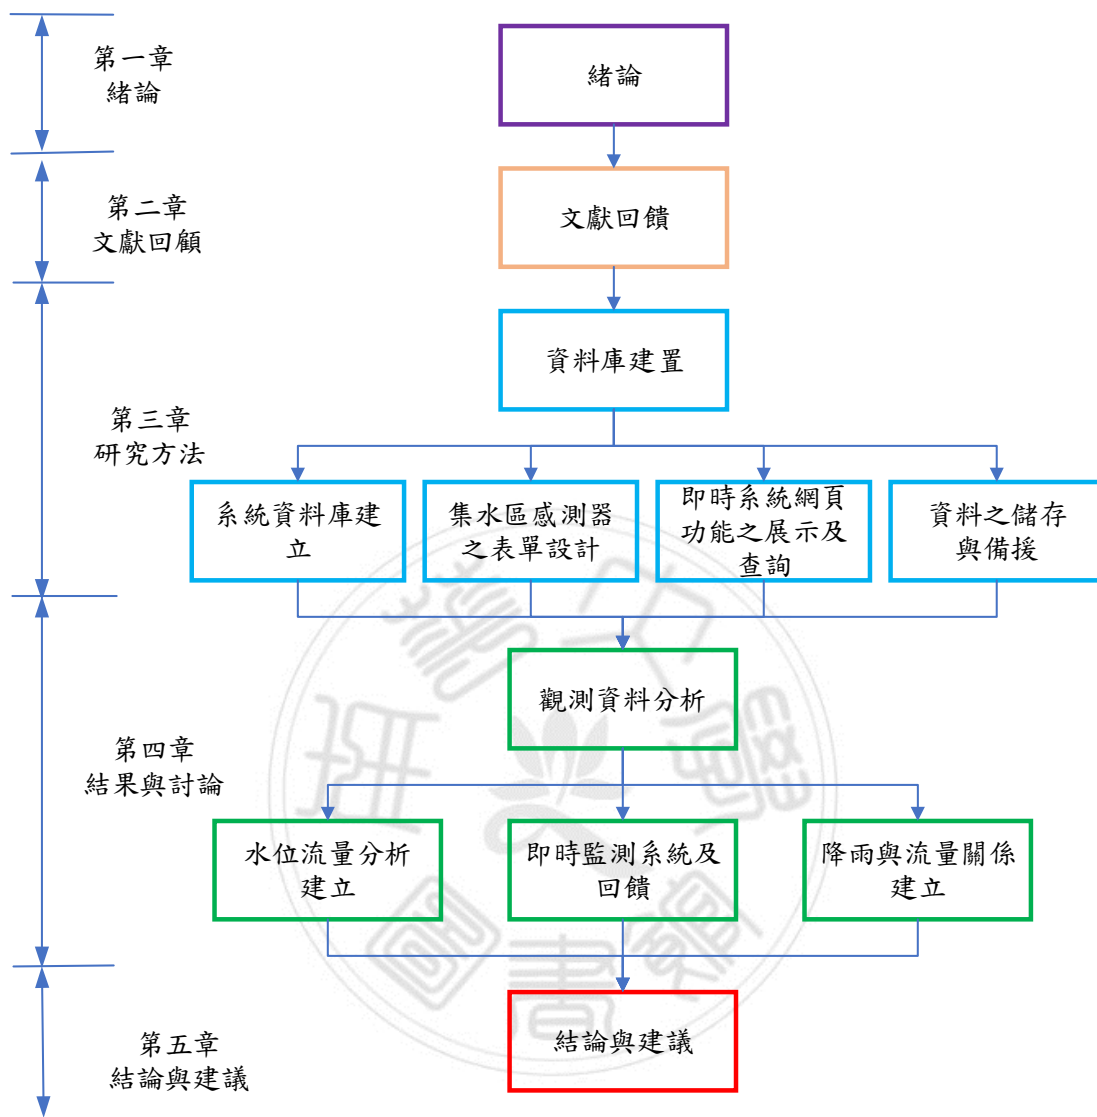 第一章
緒論
緒論
第二章
文獻回顧
文獻回饋
資料庫建置
第三章
研究方法
系統資料庫建
立
集水區感測器
之表單設計
即時系統網頁
功能之展示及
查詢
資料之儲存
與備援
觀測資料分析
第四章
結果與討論
水位流量分析
建立
即時監測系統及
回饋
降雨與流量關係
建立
第五章
結論與建議
結論與建議